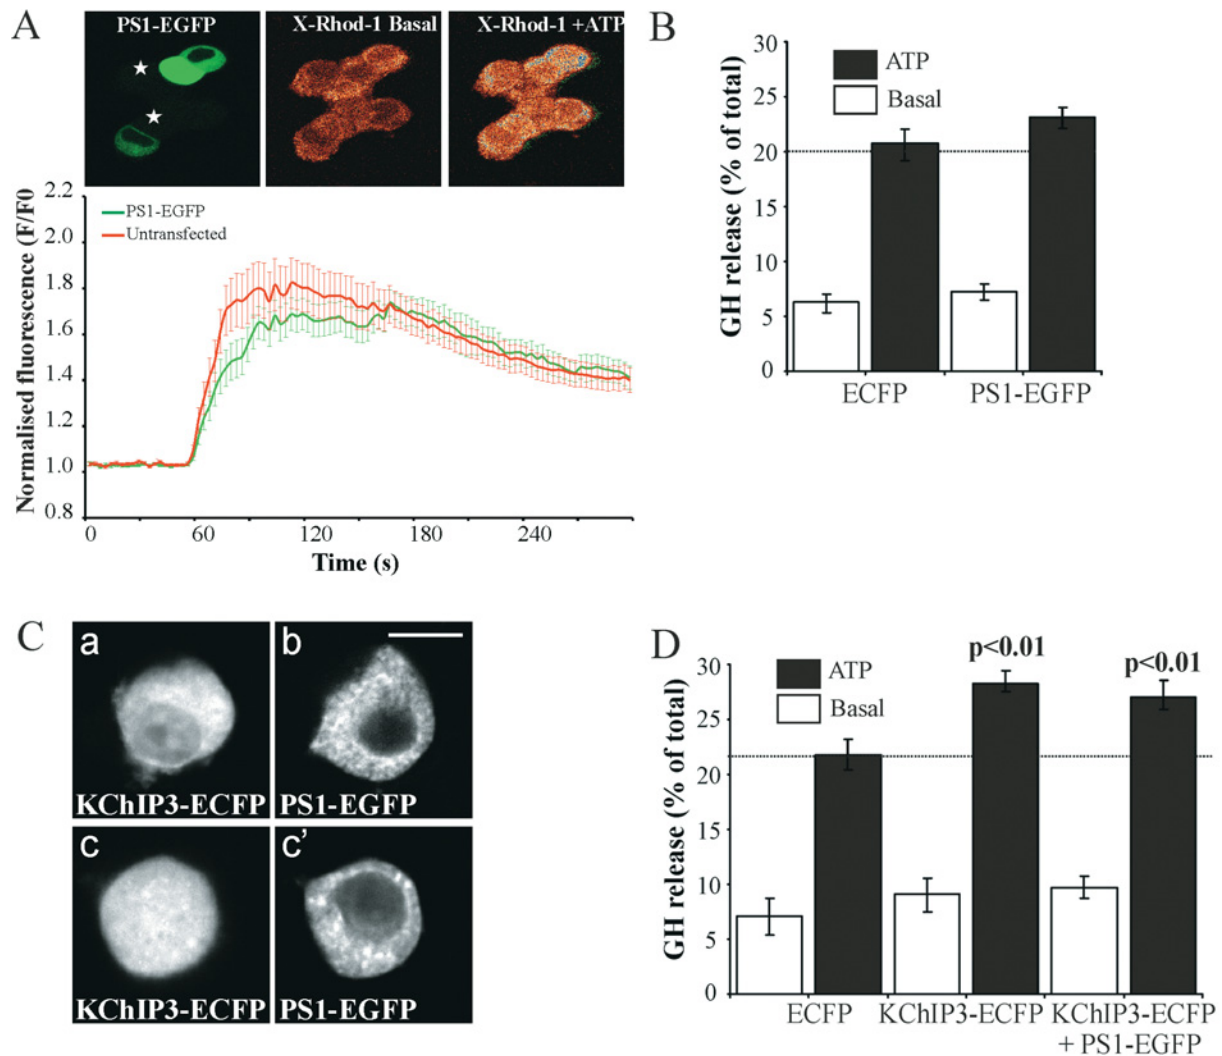 A
PS1-EGFP
X-Rhod-1 Basal
X-Rhod-1 +ATP
Normalised fluorescence (F/F0
2.2
2.0
1.8
1.6
1.4
1.2
1.0
0.8
PS1-EGFP
Untransfected
0 60 120 180 240
Time (s)
B
GH release (% of total)
30
25
20
15
10
5
0
ATP
Basal
ECFP PS1-EGFP
C
a
KChIP3-ECFP
b
PS1-EGFP
c
KChIP3-ECFP
c'
PS1-EGFP
D
GH release (% of total)
30
25
20
15
10
5
0
ATP
Basal
p<0.01
p<0.01
ECFP KChIP3-ECFP KChIP3-ECFP
+ PS1-EGFP